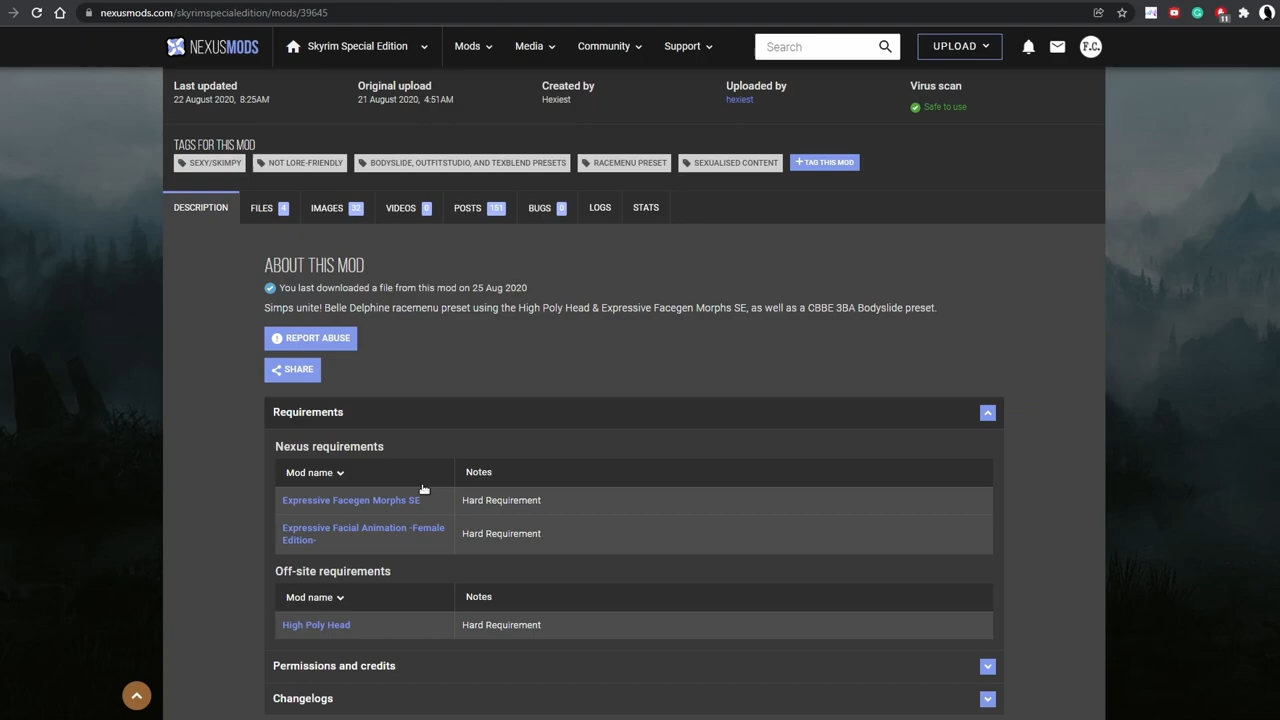 nexusmods.com/skyrimspecialedition/mods/39645
11
NEXUSMODS
Skyrim Special Edition
Mods
Media
Community
Support
Search
UPLOAD
F.C.
Last updated
22 August 2020, 8:25AM
Original upload
21 August 2020, 4:51AM
Created by
Hexiest
Uploaded by
hexiest
Virus scan
Safe to use
TAGS FOR THIS MOD
SEXY/SKIMPY
NOT LORE-FRIENDLY
BODYSLIDE, OUTFITSTUDIO, AND TEXBLEND PRESETS
RACEMENU PRESET
SEXUALISED CONTENT
+ TAG THIS MOD
DESCRIPTION
FILES 4
IMAGES 32
VIDEOS 0
POSTS 151
BUGS 0
LOGS
STATS
ABOUT THIS MOD
You last downloaded a file from this mod on 25 Aug 2020
Simps unite! Belle Delphine racemenu preset using the High Poly Head & Expressive Facegen Morphs SE, as well as a CBBE 3BA Bodyslide preset.
REPORT ABUSE
SHARE
Requirements
Nexus requirements
Mod name Notes
Expressive Facegen Morphs SE Hard Requirement
Expressive Facial Animation -Female
Edition- Hard Requirement
Off-site requirements
Mod name Notes
High Poly Head Hard Requirement
Permissions and credits
Changelogs